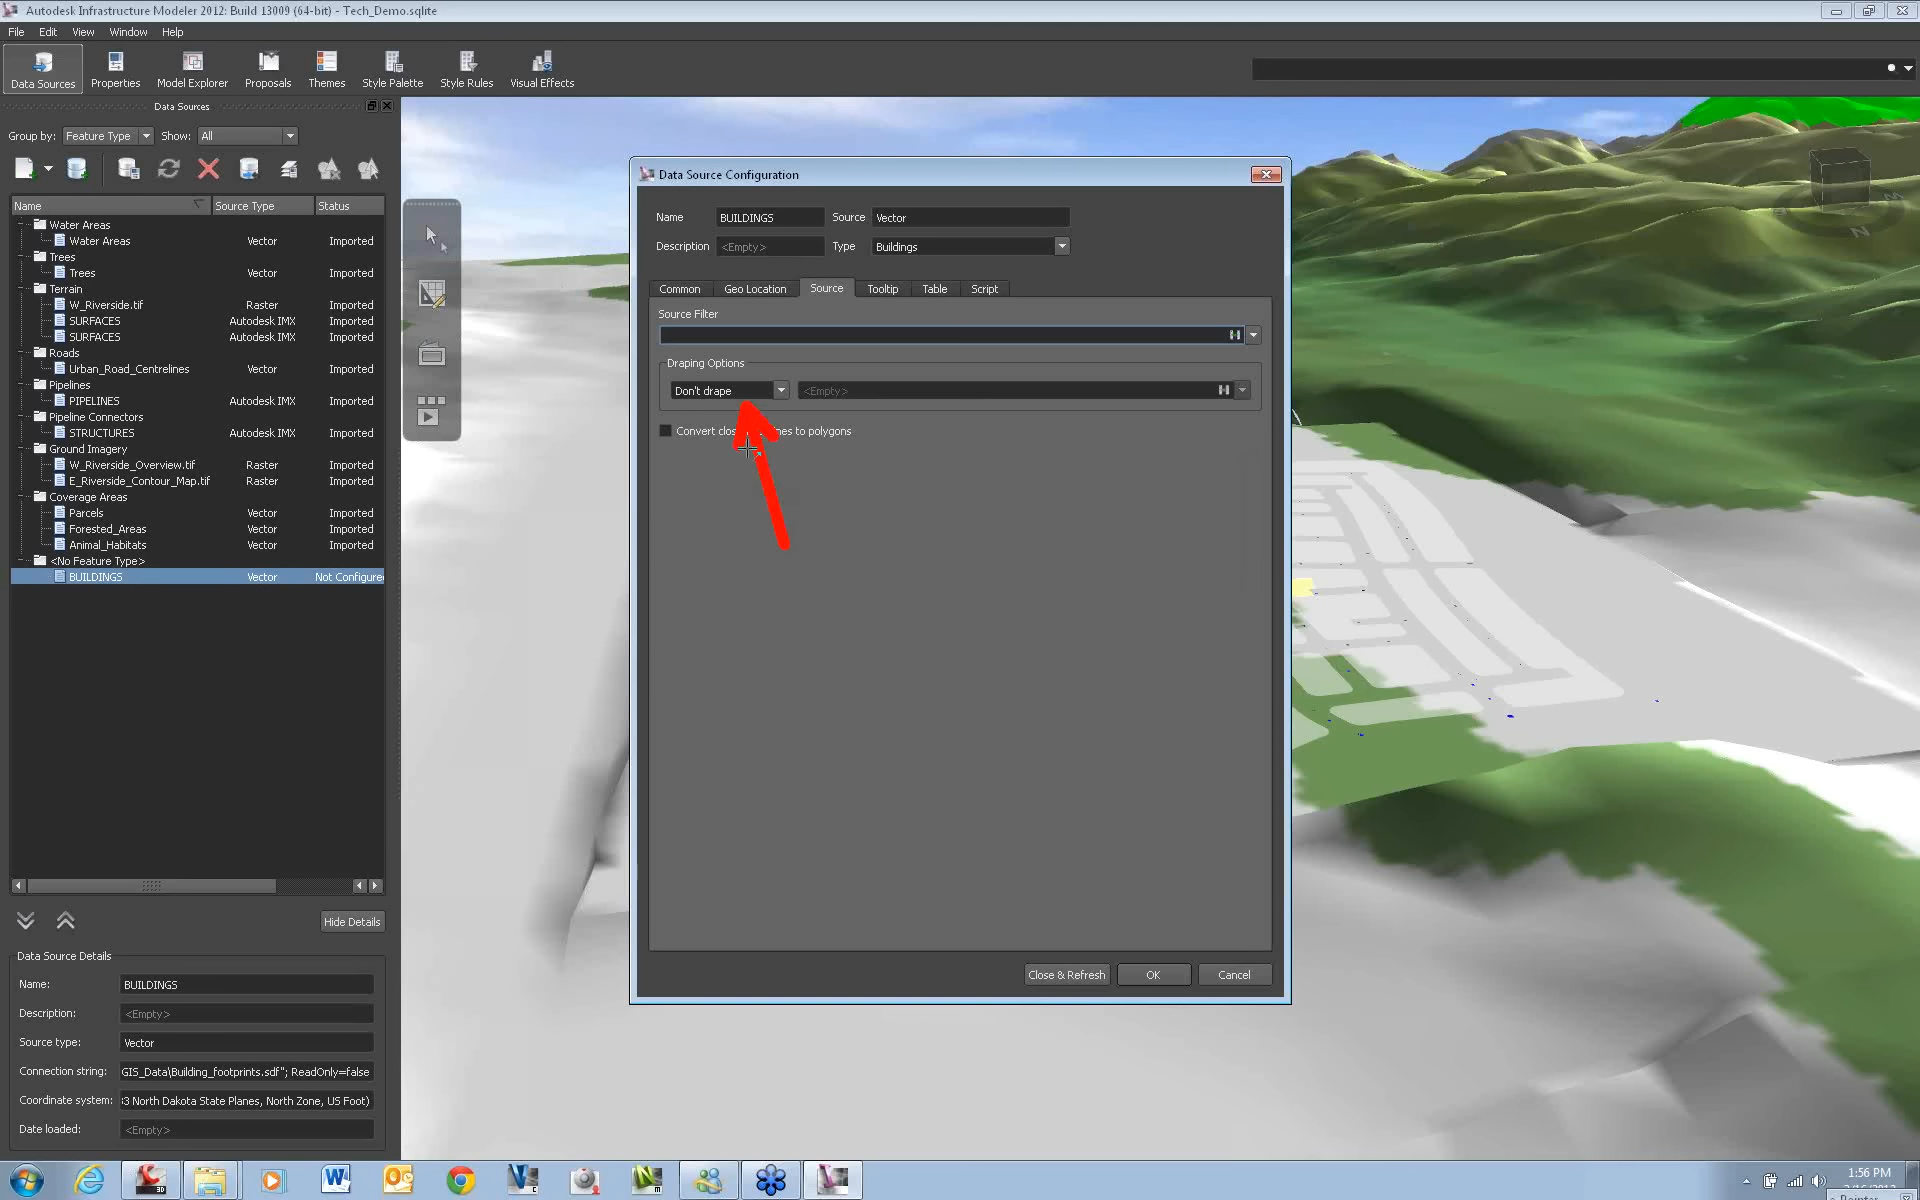 Autodesk Infrastructure Modeler 2012: Build 13009 (64-bit) - Tech_Demo.sqlite
File Edit View Window Help
Data Sources Properties Model Explorer Proposals Themes Style Palette Style Rules Visual Effects
Data Sources
Group by: Feature Type Show: All
Name Source Type Status
Water Areas
Water Areas Vector Imported
Trees
Trees Vector Imported
Terrain
W_Riverside.tif Raster Imported
SURFACES Autodesk IMX Imported
SURFACES Autodesk IMX Imported
Roads
Urban_Road_Centrelines Vector Imported
Pipelines
PIPELINES Autodesk IMX Imported
Pipeline Connectors
STRUCTURES Autodesk IMX Imported
Ground Imagery
W_Riverside_Overview.tif Raster Imported
E_Riverside_Contour_Map.tif Raster Imported
Coverage Areas
Parcels Vector Imported
Forested_Areas Vector Imported
Animal_Habitats Vector Imported
<No Feature Type>
BUILDINGS Vector Not Configure
Hide Details
Data Source Details
Name: BUILDINGS
Description: <Empty>
Source type: Vector
Connection string: GIS_Data\Building_footprints.sdf"; ReadOnly=false
Coordinate system: 3 North Dakota State Planes, North Zone, US Foot)
Date loaded: <Empty>
Data Source Configuration
Name BUILDINGS Source Vector
Description <Empty> Type Buildings
Common Geo Location Source Tooltip Table Script
Source Filter
Draping Options
Don't drape <Empty>
Convert clos nes to polygons
Close & Refresh OK Cancel
N
1:56 PM